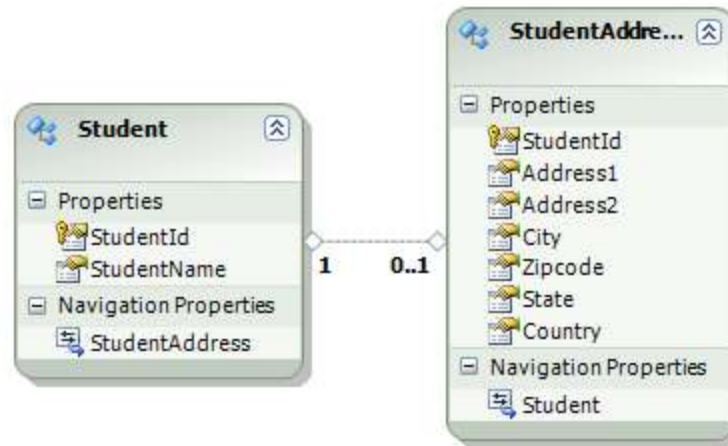 Student
Properties
StudentId
StudentName
Navigation Properties
StudentAddress
1
0..1
StudentAddre...
Properties
StudentId
Address1
Address2
City
Zipcode
State
Country
Navigation Properties
Student